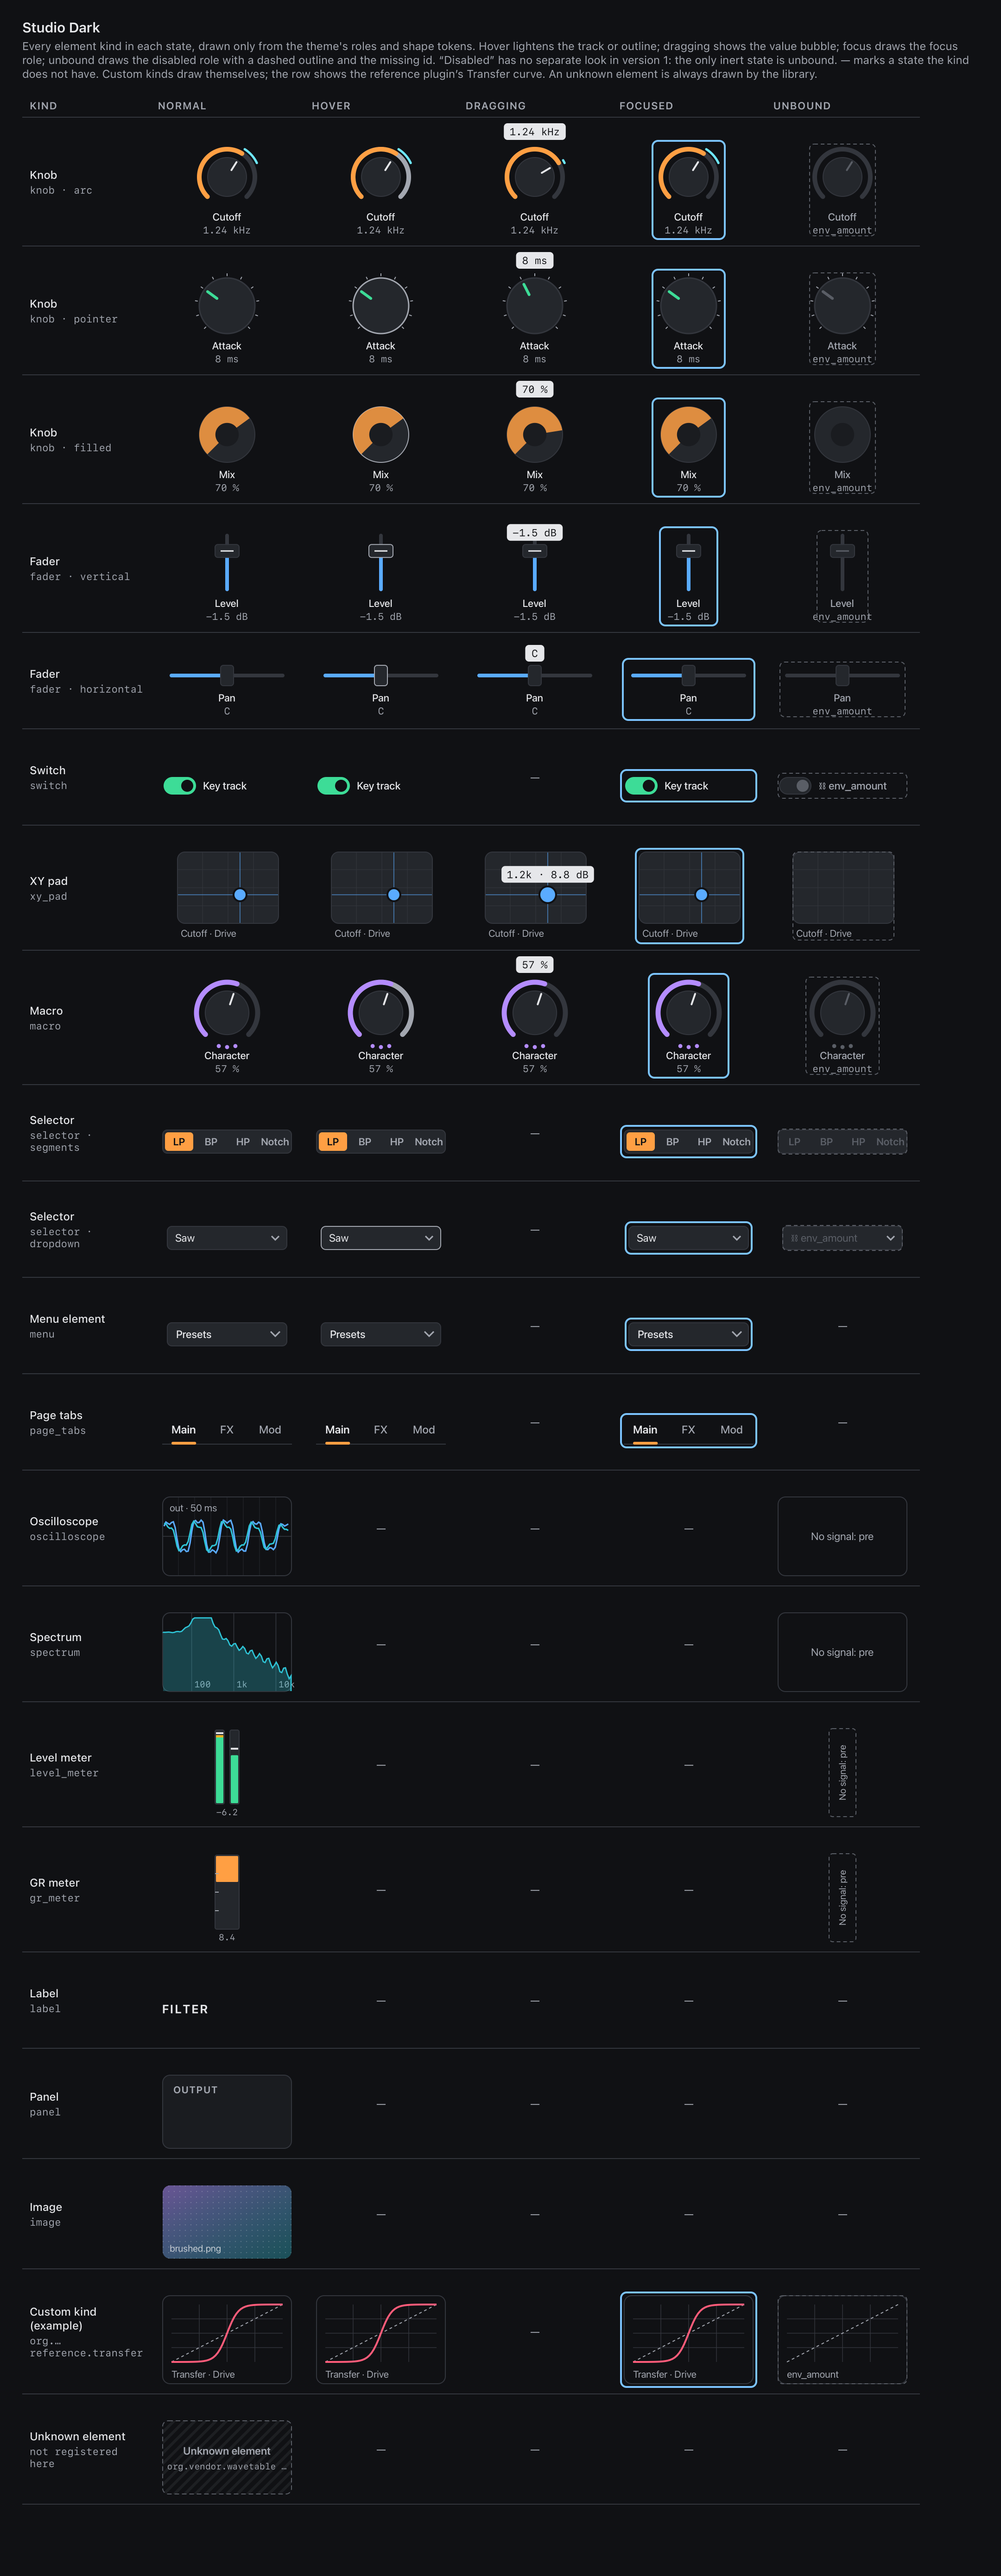 Studio Dark
Every element kind in each state, drawn only from the theme's roles and shape tokens. Hover lightens the track or outline; dragging shows the value bubble; focus draws the focus
role; unbound draws the disabled role with a dashed outline and the missing id. “Disabled” has no separate look in version 1: the only inert state is unbound. — marks a state the kind
does not have. Custom kinds draw themselves; the row shows the reference plugin's Transfer curve. An unknown element is always drawn by the library.
KIND NORMAL HOVER DRAGGING FOCUSED UNBOUND
1.24 kHz
Knob
knob · arc
Cutoff Cutoff Cutoff Cutoff Cutoff
1.24 kHz 1.24 kHz 1.24 kHz 1.24 kHz env_amount
8 ms
Knob
knob · pointer
Attack Attack Attack Attack Attack
8 ms 8 ms 8 ms 8 ms env_amount
70 %
Knob
knob · filled
Mix Mix Mix Mix Mix
70 % 70 % 70 % 70 % env_amount
−1.5 dB
Fader
fader · vertical
Level Level Level Level Level
−1.5 dB −1.5 dB −1.5 dB −1.5 dB env_amount
C
Fader
fader · horizontal
Pan Pan Pan Pan Pan
C C C C env_amount
Switch
switch
Key track Key track — Key track ⛓ env_amount
XY pad
xy_pad
1.2k · 8.8 dB
Cutoff · Drive Cutoff · Drive Cutoff · Drive Cutoff · Drive
57 %
Macro
macro
Character Character Character Character Character
57 % 57 % 57 % 57 % env_amount
Selector
selector ·
segments
LP BP HP Notch LP BP HP Notch — LP BP HP Notch LP BP HP Notch
Selector
selector ·
dropdown
Saw Saw — Saw ⛓ env_amount
Menu element
menu
Presets Presets — Presets —
Page tabs
page_tabs
Main FX Mod Main FX Mod — Main FX Mod —
Oscilloscope
oscilloscope
out · 50 ms
— — — No signal: pre
Spectrum
spectrum
100 1k 10k
— — — No signal: pre
Level meter
level_meter
−6.2
— — — No signal: pre
GR meter
gr_meter
8.4
— — — No signal: pre
Label
label
FILTER — — — —
Panel
panel
OUTPUT — — — —
Image
image
brushed.png — — — —
Custom kind
(example)
org.…
reference.transfer
Transfer · Drive Transfer · Drive — Transfer · Drive env_amount
Unknown element
not registered
here
Unknown element
org.vendor.wavetable …
— — — —